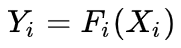 Y_i = F_i(X_i)